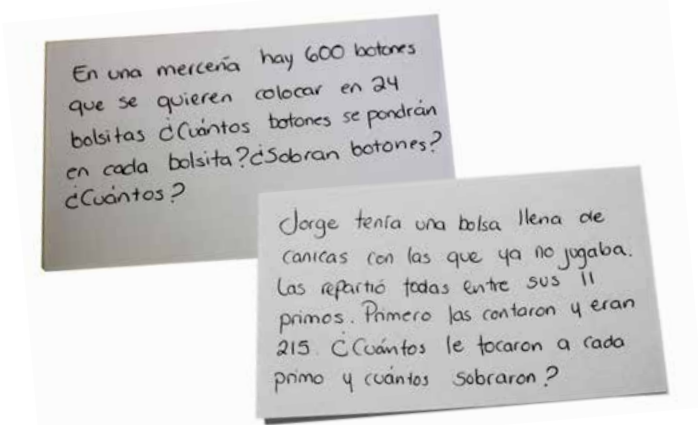 En una mercería hay 600 botones
que se quieren colocar en 24
bolsitas ¿Cuántos botones se pondrán
en cada bolsita? ¿Sobran botones?
¿Cuántos?
Jorge tenía una bolsa llena de
canicas con las que ya no jugaba.
Las repartió todas entre sus 11
primos. Primero las contaron y eran
215. ¿Cuántos le tocaron a cada
primo y cuántos sobraron?